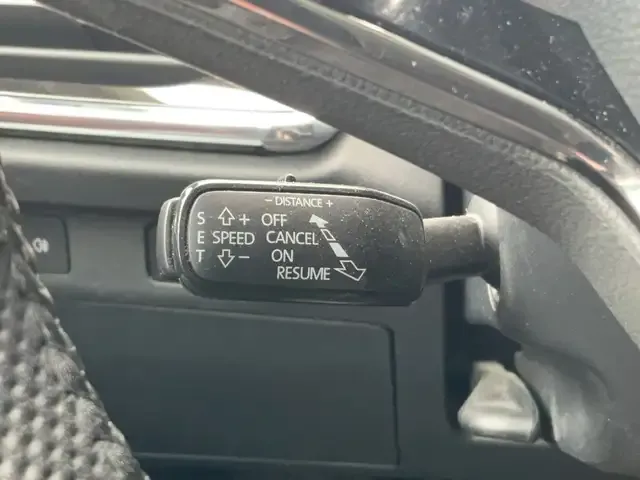 - DISTANCE +
S + OFF
E SPEED CANCEL
T - ON
RESUME